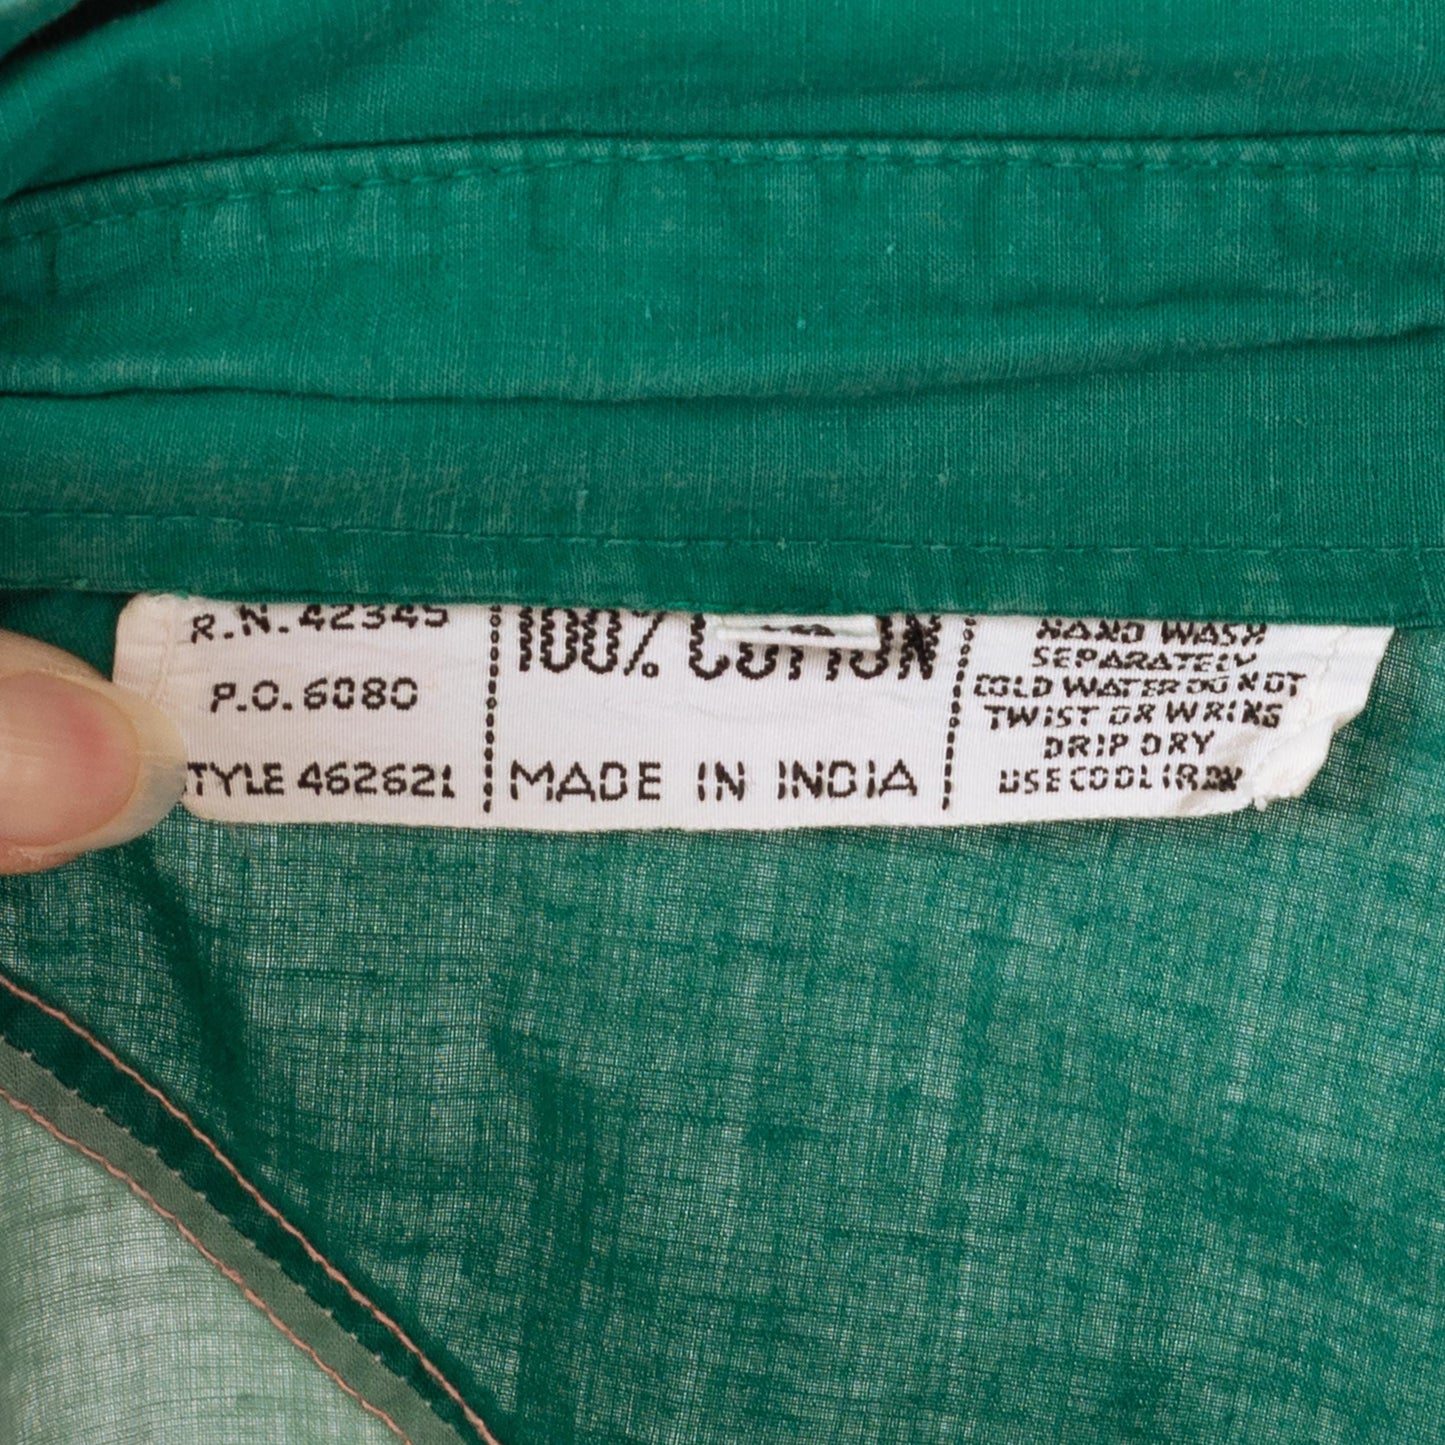 R.N. 42345
P.O. 6080
STYLE 462621
100% COTTON
MADE IN INDIA
HAND WASH
SEPARATELY
COLD WATER DO NOT
TWIST OR WRING
DRIP DRY
USE COOL IRON